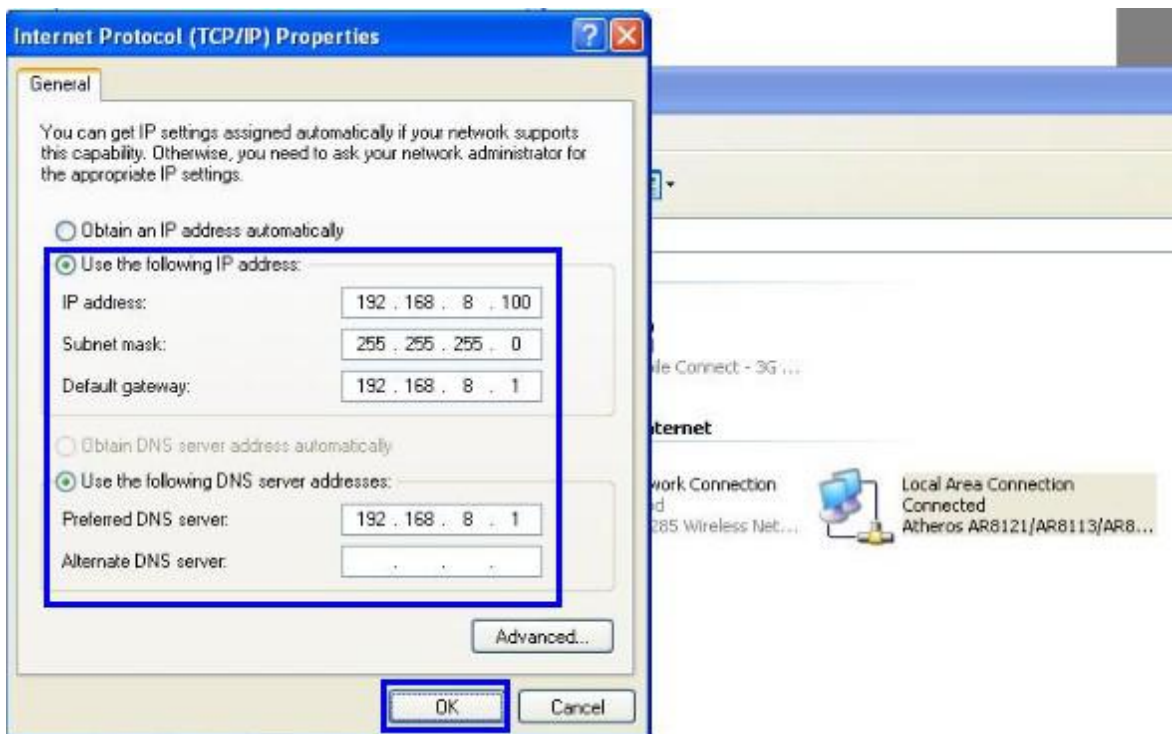 Internet Protocol (TCP/IP) Properties
General
You can get IP settings assigned automatically if your network supports
this capability. Otherwise, you need to ask your network administrator for
the appropriate IP settings.
Obtain an IP address automatically
Use the following IP address:
IP address: 192 . 168 . 8 . 100
Subnet mask: 255 . 255 . 255 . 0
Default gateway: 192 . 168 . 8 . 1
Obtain DNS server address automatically
Use the following DNS server addresses:
Preferred DNS server: 192 . 168 . 8 . 1
Alternate DNS server: . . .
Advanced...
OK Cancel
Connect - 3G ...
Connection
285 Wireless Net...
Local Area Connection
Connected
Atheros AR8121/AR8113/AR8...